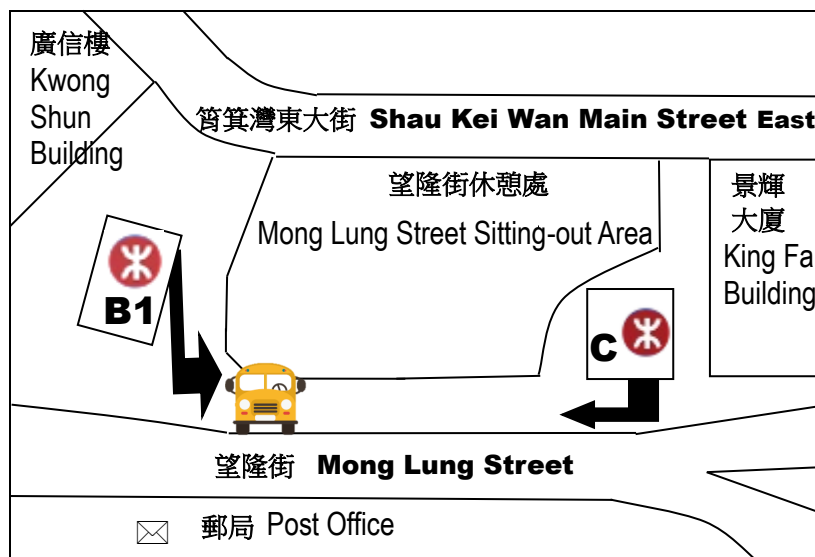 廣信樓
Kwong
Shun
Building
筲箕灣東大街 Shau Kei Wan Main Street East
望隆街休憩處
Mong Lung Street Sitting-out Area
景輝
大廈
King Fai
Building
B1
C
望隆街 Mong Lung Street
郵局 Post Office